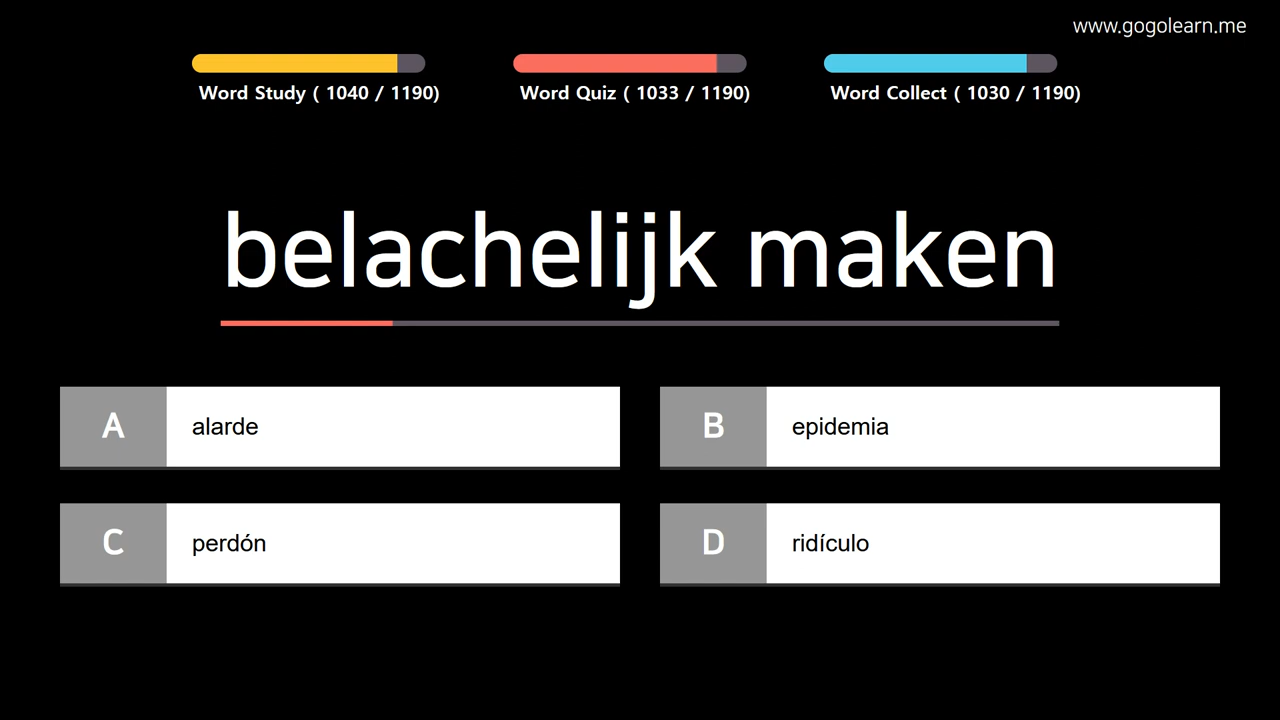 www.gogolearn.me
Word Study ( 1040 / 1190)
Word Quiz ( 1033 / 1190)
Word Collect ( 1030 / 1190)
belachelijk maken
A alarde
B epidemia
C perdón
D ridículo